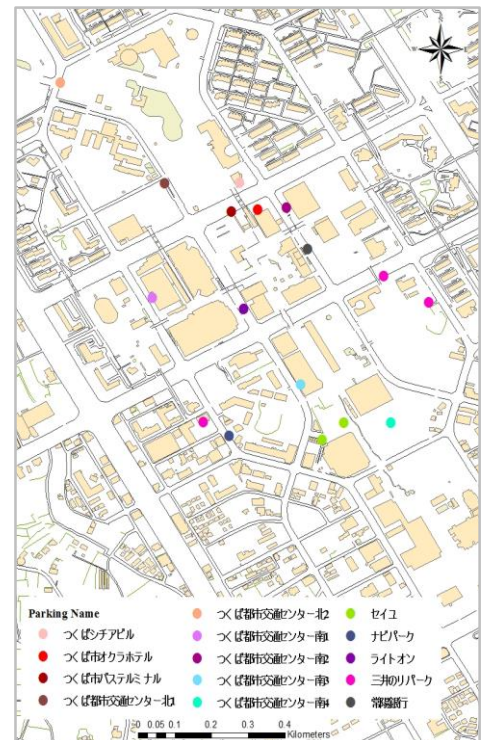 N
Parking Name
つくばシチアビル
つくば市オクラホテル
つくば市バステルミナル
つくば都市交通センター北1
つくば都市交通センター北2
つくば都市交通センター南1
つくば都市交通センター南2
つくば都市交通センター南3
つくば都市交通センター南4
セイユ
ナビパーク
ライトオン
三井のリパーク
常陽銀行
0 0.05 0.1 0.2 0.3 0.4
Kilometers